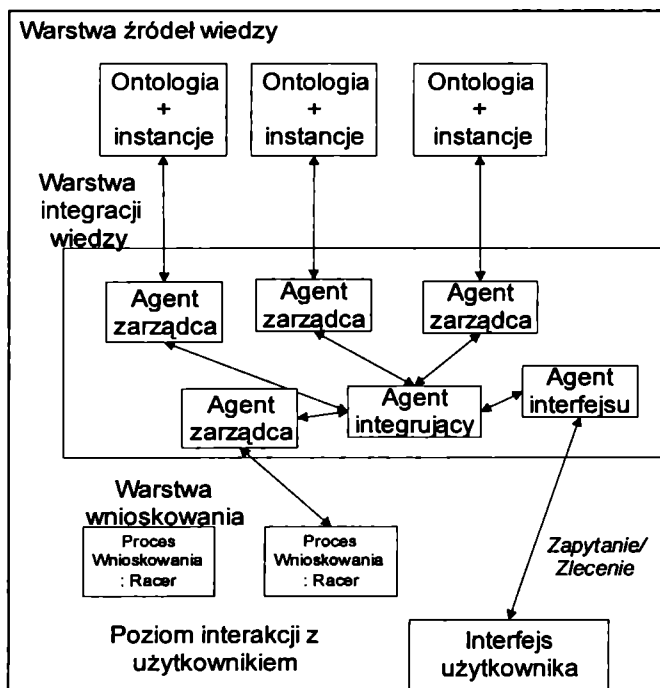 Warstwa źródeł wiedzy
Ontologia
+
instancje
Ontologia
+
instancje
Ontologia
+
instancje
Warstwa
integracji
wiedzy
Agent
zarządca
Agent
zarządca
Agent
zarządca
Agent
zarządca
Agent
integrujący
Agent
interfejsu
Warstwa
wnioskowania
Proces
Wnioskowania
: Racer
Proces
Wnioskowania
: Racer
Zapytanie/
Zlecenie
Poziom interakcji z
użytkownikiem
Interfejs
użytkownika